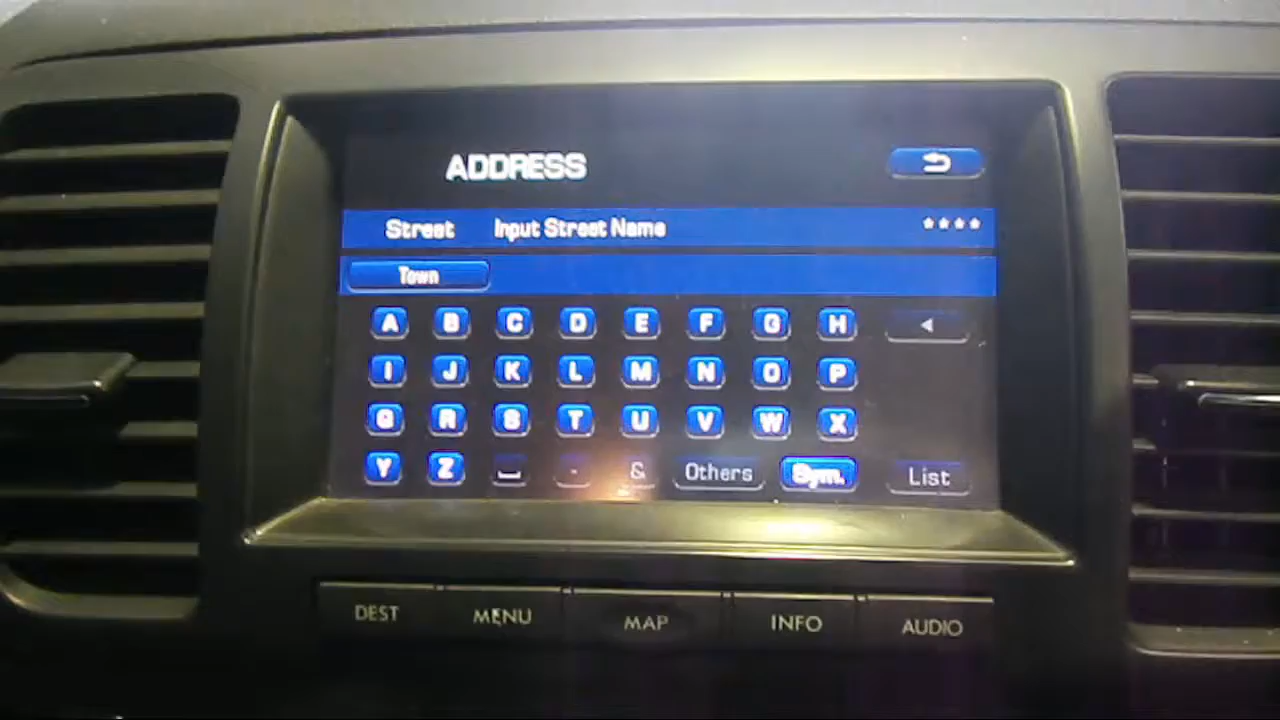 ADDRESS
Street Input Street Name ****
Town
A B C D E F G H
I J K L M N O P
Q R S T U V W X
Y Z - & Others Sym. List
DEST MENU MAP INFO AUDIO